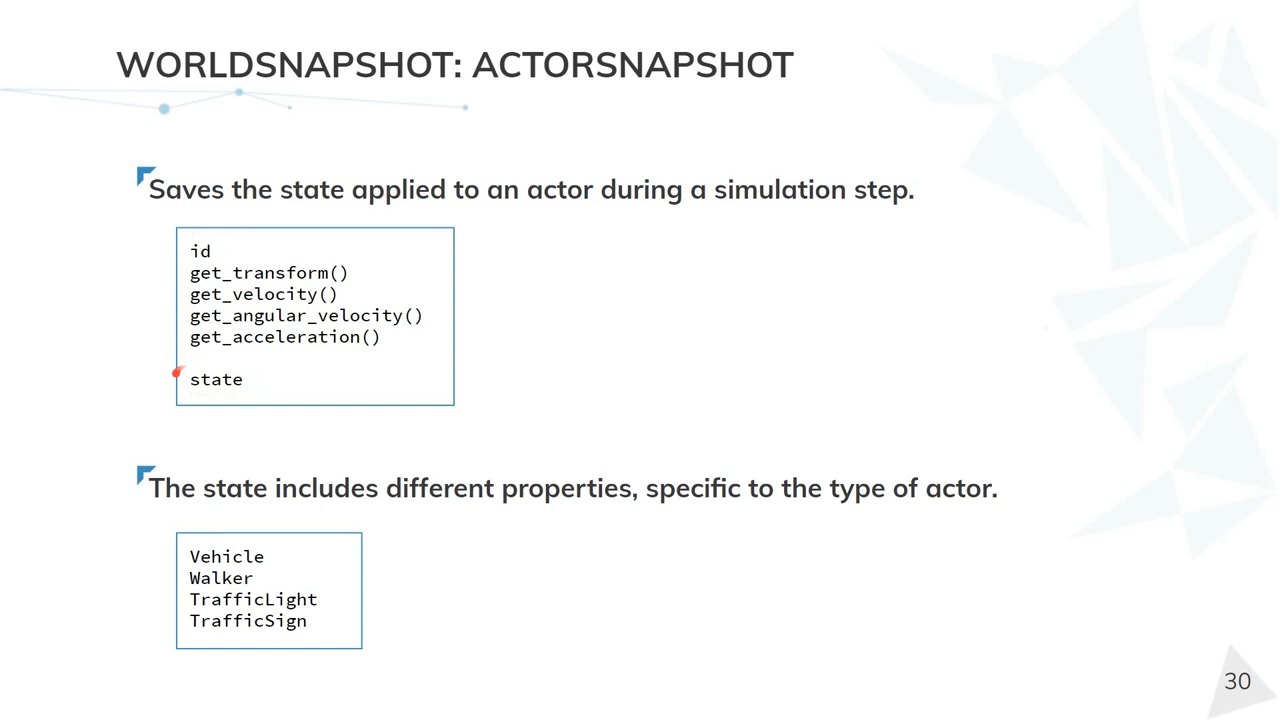 WORLDSNAPSHOT: ACTORSNAPSHOT
Saves the state applied to an actor during a simulation step.
id
get_transform()
get_velocity()
get_angular_velocity()
get_acceleration()
state
The state includes different properties, specific to the type of actor.
Vehicle
Walker
TrafficLight
TrafficSign
30